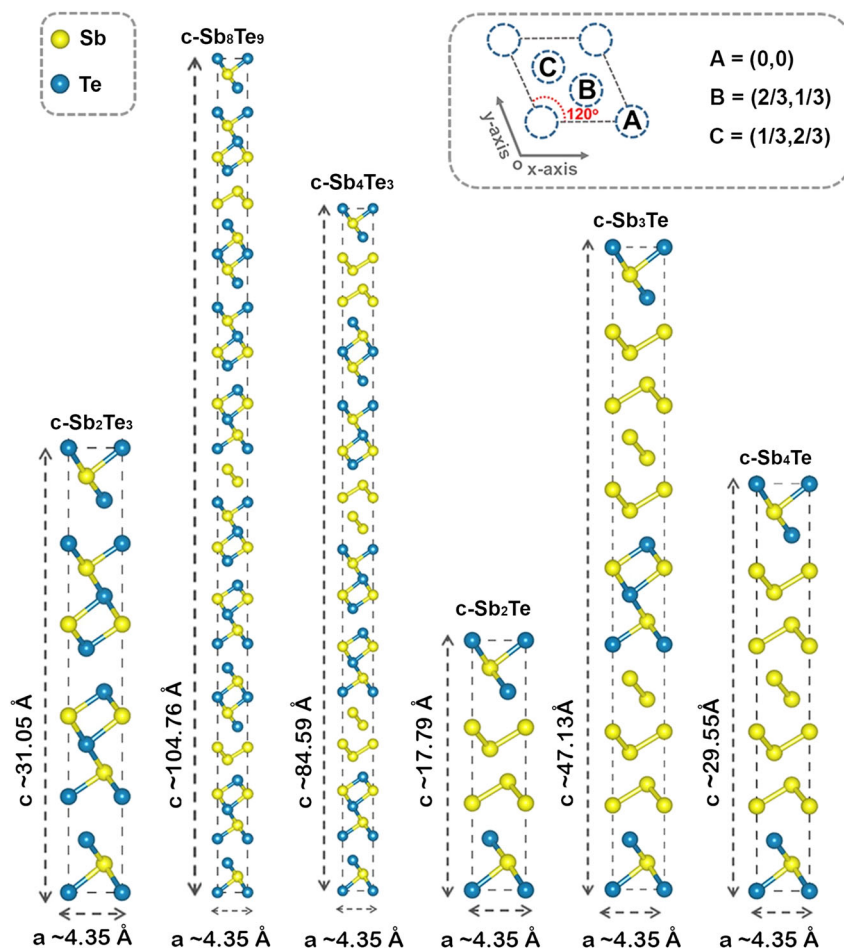 Sb
Te
c-Sb₈Te₉
c-Sb₄Te₃
c-Sb₂Te₃
c-Sb₂Te
c-Sb₃Te
c-Sb₄Te
A
B
C
120°
y-axis
o
x-axis
A = (0,0)
B = (2/3,1/3)
C = (1/3,2/3)
c ~31.05 Å
c ~104.76 Å
c ~84.59 Å
c ~17.79 Å
c ~47.13Å
c ~29.55Å
a ~4.35 Å
a ~4.35 Å
a ~4.35 Å
a ~4.35 Å
a ~4.35 Å
a ~4.35 Å